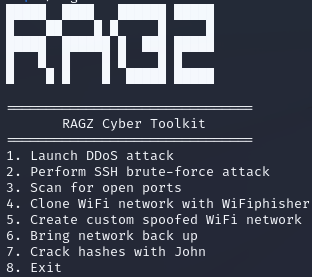 RAGZ
RAGZ Cyber Toolkit
1. Launch DDoS attack
2. Perform SSH brute-force attack
3. Scan for open ports
4. Clone WiFi network with WiFiphisher
5. Create custom spoofed WiFi network
6. Bring network back up
7. Crack hashes with John
8. Exit